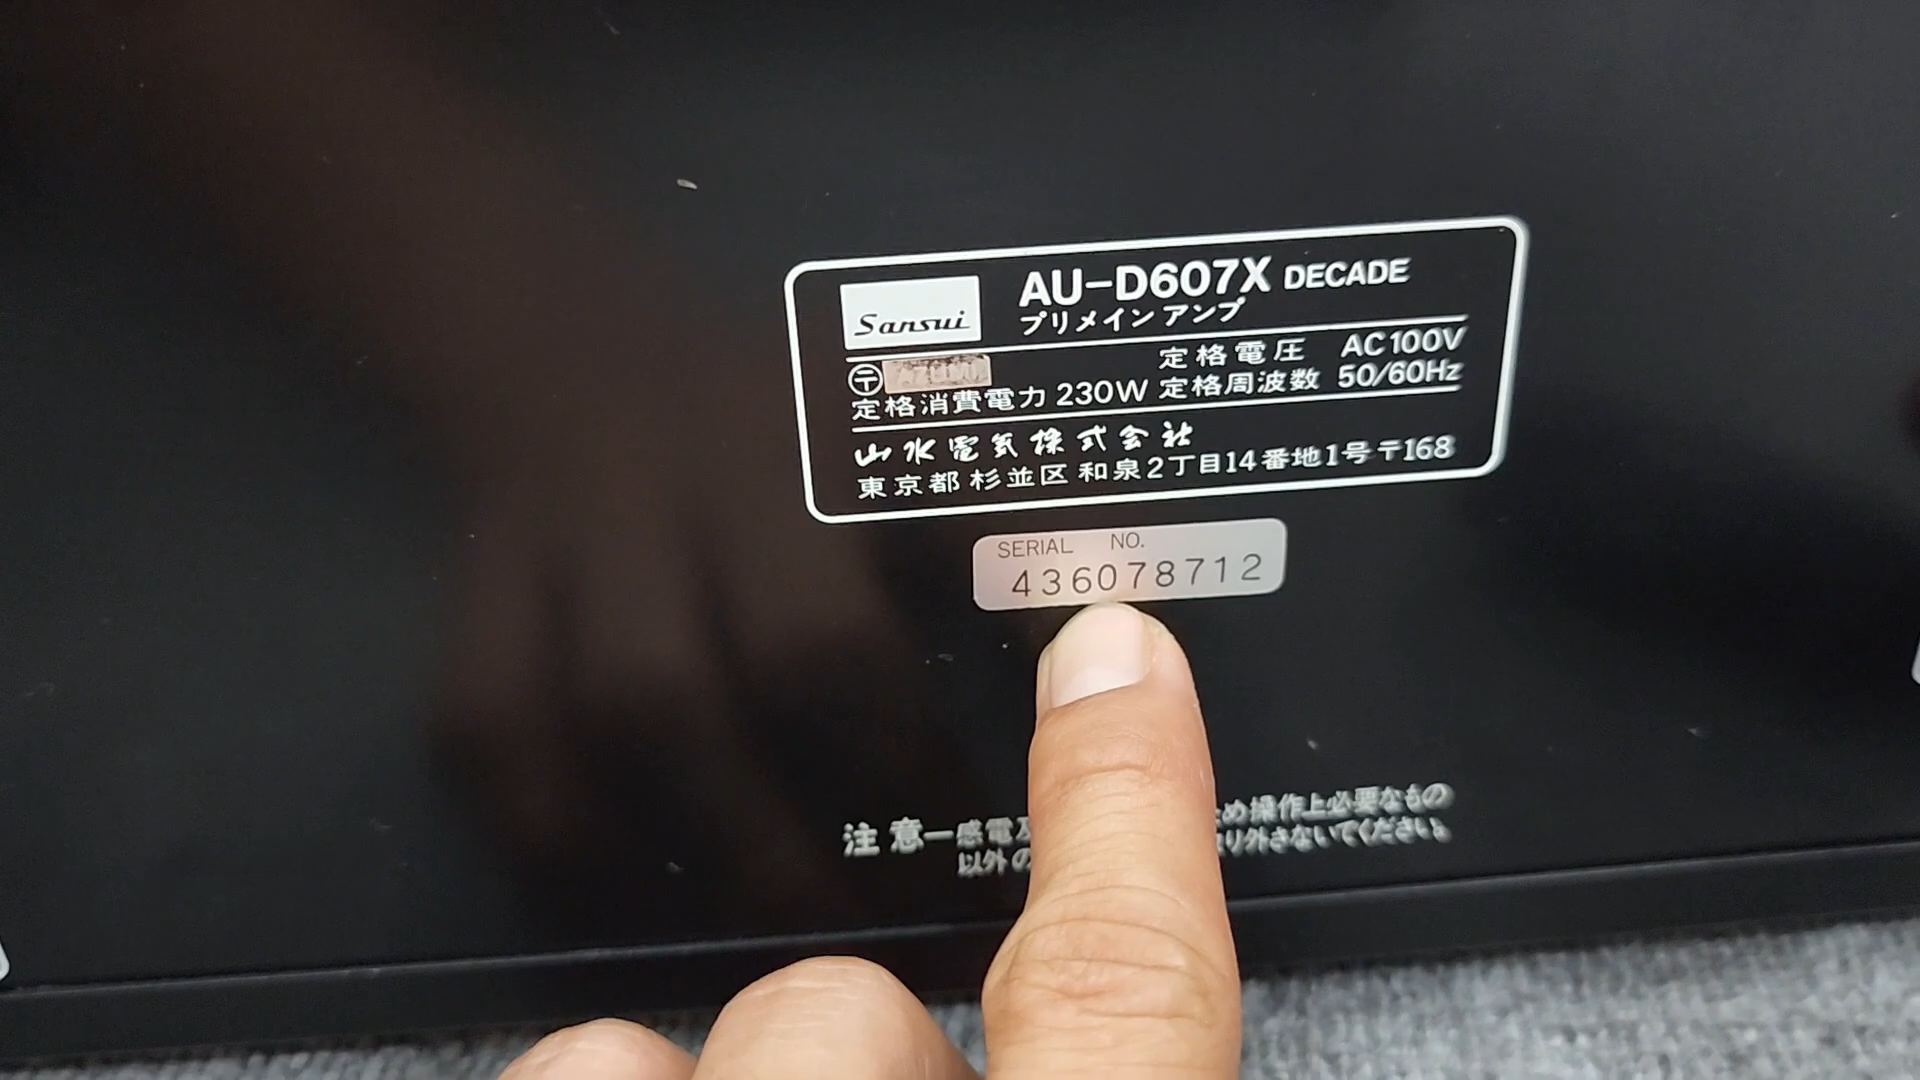 Sansui
AU-D607X DECADE
プリメインアンプ
定格電圧 AC100V
定格消費電力 230W 定格周波数 50/60Hz
山水電気株式会社
東京都杉並区和泉2丁目14番地1号 〒168
SERIAL NO.
436078712
注意—感電 め操作上必要なもの
以外の り外さないでください。